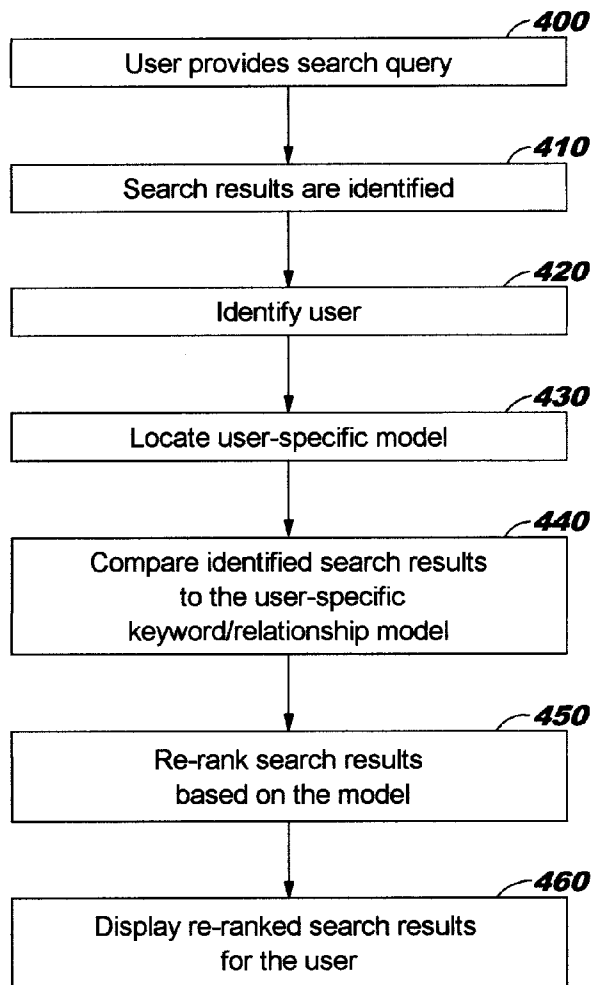 400
User provides search query
410
Search results are identified
420
Identify user
430
Locate user-specific model
440
Compare identified search results
to the user-specific
keyword/relationship model
450
Re-rank search results
based on the model
460
Display re-ranked search results
for the user